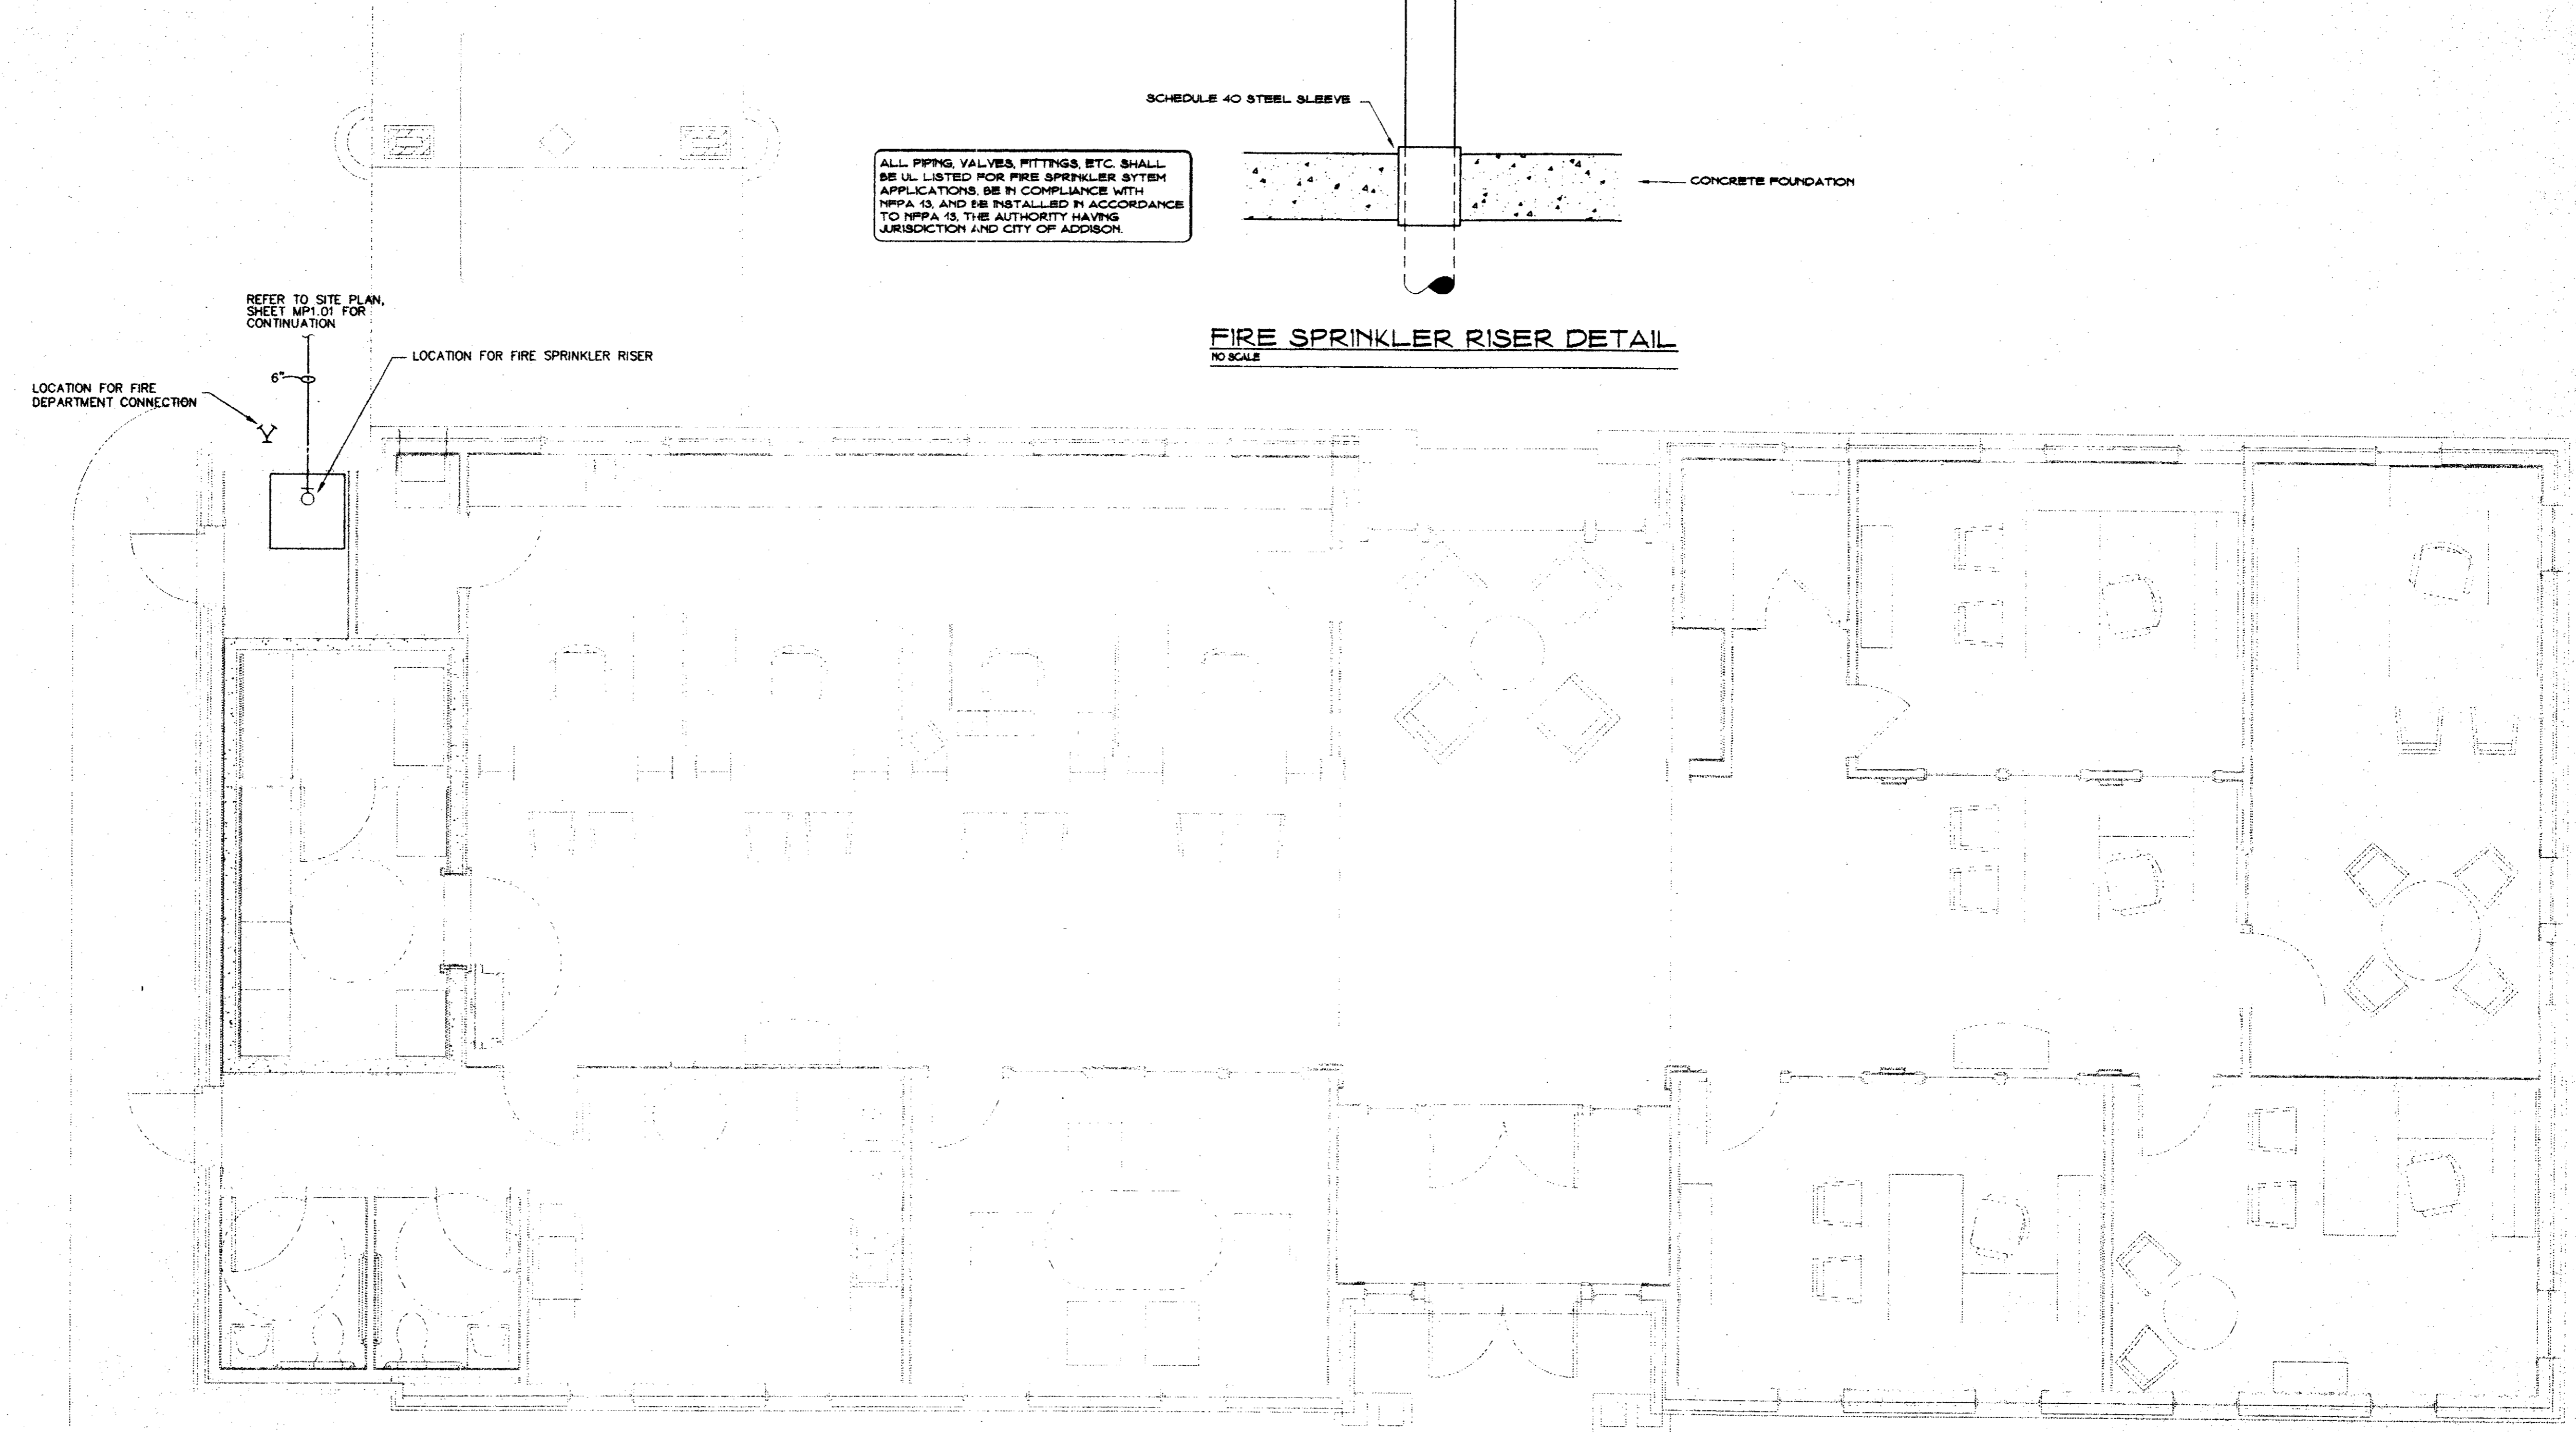 SCHEDULE 40 STEEL SLEEVE
ALL PIPING, VALVES, FITTINGS, ETC. SHALL
BE UL LISTED FOR FIRE SPRINKLER SYTEM
APPLICATIONS, BE IN COMPLIANCE WITH
NFPA 13, AND BE INSTALLED IN ACCORDANCE
TO NFPA 13, THE AUTHORITY HAVING
JURISDICTION AND CITY OF ADDISON.
CONCRETE FOUNDATION
FIRE SPRINKLER RISER DETAIL
NO SCALE
REFER TO SITE PLAN,
SHEET MP1.01 FOR
CONTINUATION
LOCATION FOR FIRE SPRINKLER RISER
6"
LOCATION FOR FIRE
DEPARTMENT CONNECTION